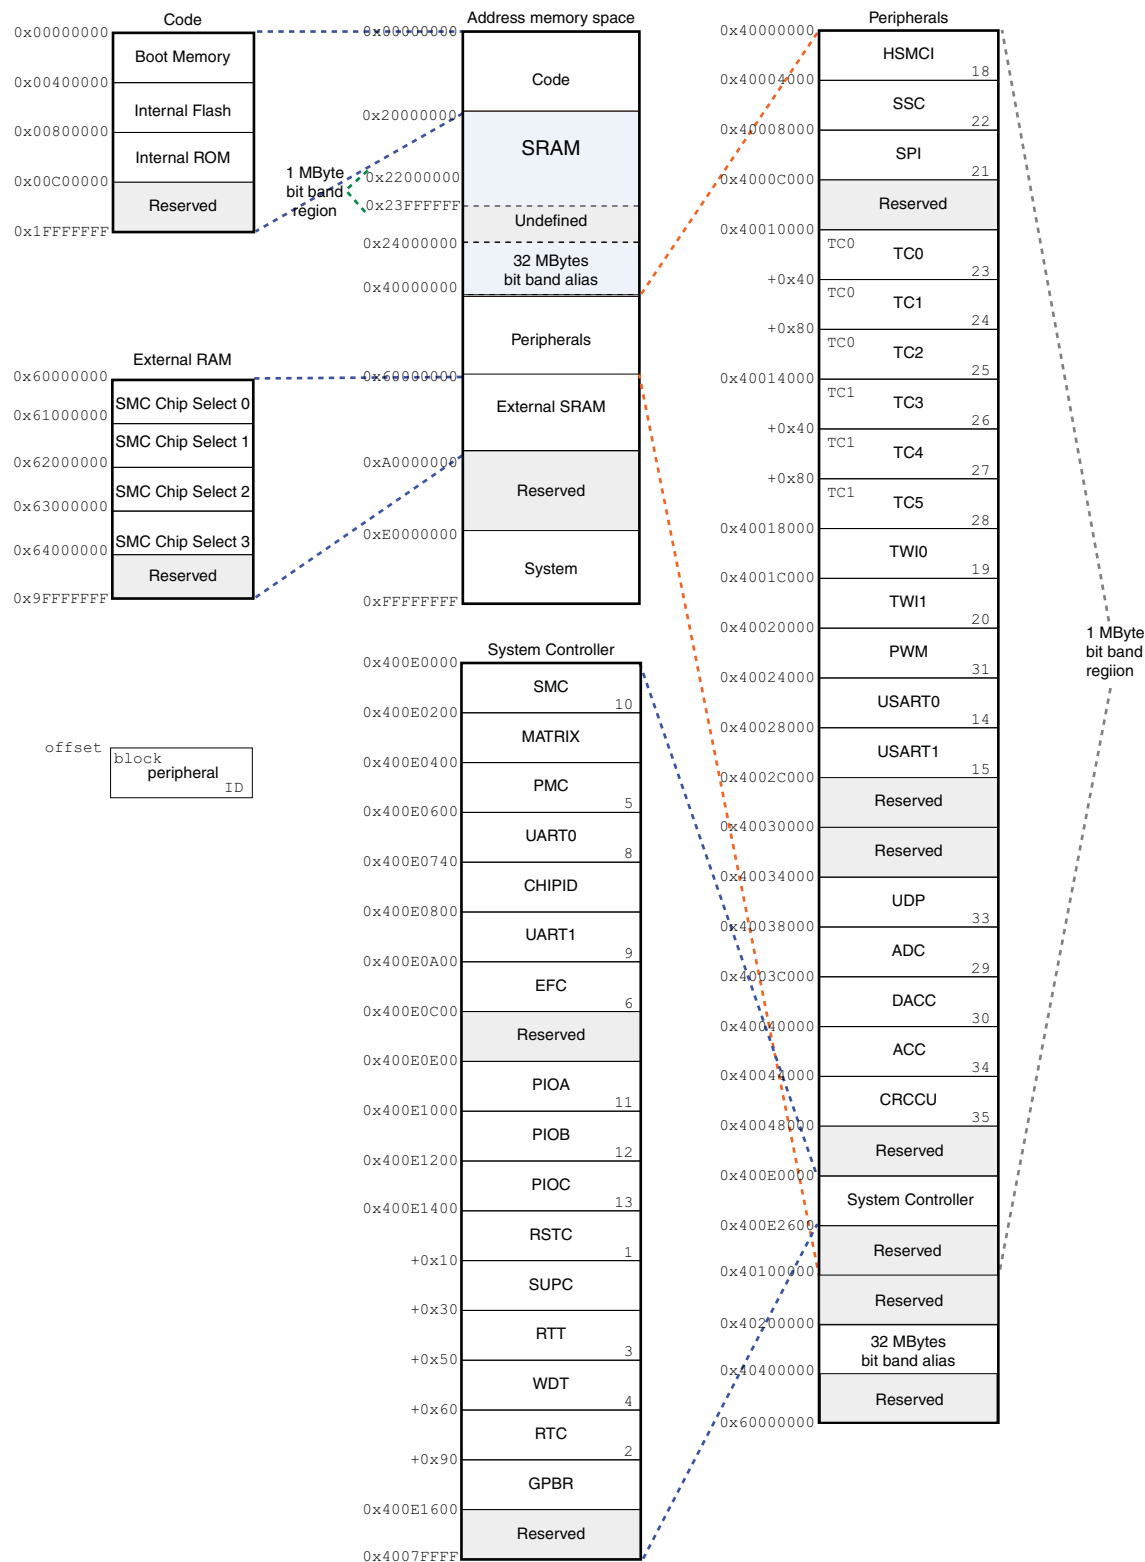 Code
0x00000000
Boot Memory
0x00400000
Internal Flash
0x00800000
Internal ROM
0x00C00000
Reserved
0x1FFFFFFF
1 MByte
bit band
region
External RAM
0x60000000
SMC Chip Select 0
0x61000000
SMC Chip Select 1
0x62000000
SMC Chip Select 2
0x63000000
SMC Chip Select 3
0x64000000
Reserved
0x9FFFFFFF
offset
block
peripheral
ID
Address memory space
0x00000000
Code
0x20000000
SRAM
0x22000000
0x23FFFFFF
Undefined
0x24000000
32 MBytes
bit band alias
0x40000000
Peripherals
0x60000000
External SRAM
0xA0000000
Reserved
0xE0000000
System
0xFFFFFFFF
System Controller
0x400E0000
SMC
10
0x400E0200
MATRIX
0x400E0400
PMC
5
0x400E0600
UART0
8
0x400E0740
CHIPID
0x400E0800
UART1
9
0x400E0A00
EFC
6
0x400E0C00
Reserved
0x400E0E00
PIOA
11
0x400E1000
PIOB
12
0x400E1200
PIOC
13
0x400E1400
RSTC
1
+0x10
SUPC
+0x30
RTT
3
+0x50
WDT
4
+0x60
RTC
2
+0x90
GPBR
0x400E1600
Reserved
0x4007FFFF
Peripherals
0x40000000
HSMCI
18
0x40004000
SSC
22
0x40008000
SPI
21
0x4000C000
Reserved
0x40010000
TC0
TC0
23
+0x40
TC0
TC1
24
+0x80
TC0
TC2
25
0x40014000
TC1
TC3
26
+0x40
TC1
TC4
27
+0x80
TC1
TC5
28
0x40018000
TWI0
19
0x4001C000
TWI1
20
0x40020000
PWM
31
0x40024000
USART0
14
0x40028000
USART1
15
0x4002C000
Reserved
0x40030000
Reserved
0x40034000
UDP
33
0x40038000
ADC
29
0x4003C000
DACC
30
0x40040000
ACC
34
0x40044000
CRCCU
35
0x40048000
Reserved
0x400E0000
System Controller
0x400E2600
Reserved
0x40100000
Reserved
0x40200000
32 MBytes
bit band alias
0x40400000
Reserved
0x60000000
1 MByte
bit band
regiion